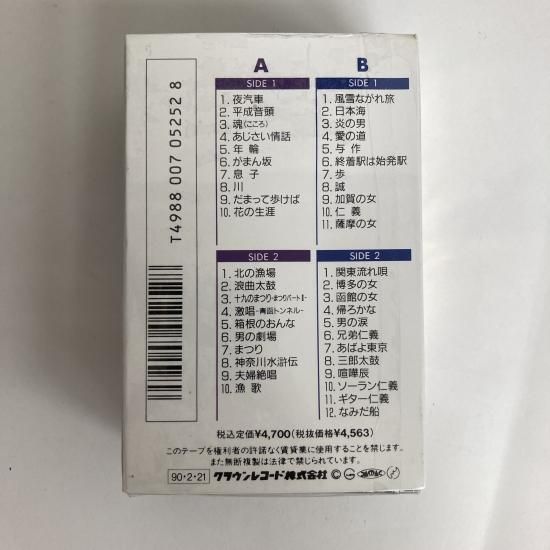 T4988 007 05252 8
A
SIDE 1
1. 夜汽車
2. 平成音頭
3. 魂(こころ)
4. あじさい情話
5. 年輪
6. がまん坂
7. 息子
8. 川
9. だまって歩けば
10. 花の生涯
SIDE 2
1. 北の漁場
2. 浪曲太鼓
3. 十九のまつり-まつりパートⅡ-
4. 激唱-青函トンネル-
5. 箱根のおんな
6. 男の劇場
7. まつり
8. 神奈川水滸伝
9. 夫婦絶唱
10. 漁歌
B
SIDE 1
1. 風雪ながれ旅
2. 日本海
3. 炎の男
4. 愛の道
5. 与作
6. 終着駅は始発駅
7. 歩
8. 誠
9. 加賀の女
10. 仁義
11. 薩摩の女
SIDE 2
1. 関東流れ唄
2. 博多の女
3. 函館の女
4. 帰ろかな
5. 男の涙
6. 兄弟仁義
7. あばよ東京
8. 三郎太鼓
9. 喧嘩辰
10. ソーラン仁義
11. ギター仁義
12. なみだ船
税込定価¥4,700(税抜価格¥4,563)
このテープを権利者の許諾なく賃貸業に使用することを禁じます。
また無断複製は法律で禁じられています。
90・2・21 クラウンレコード株式会社